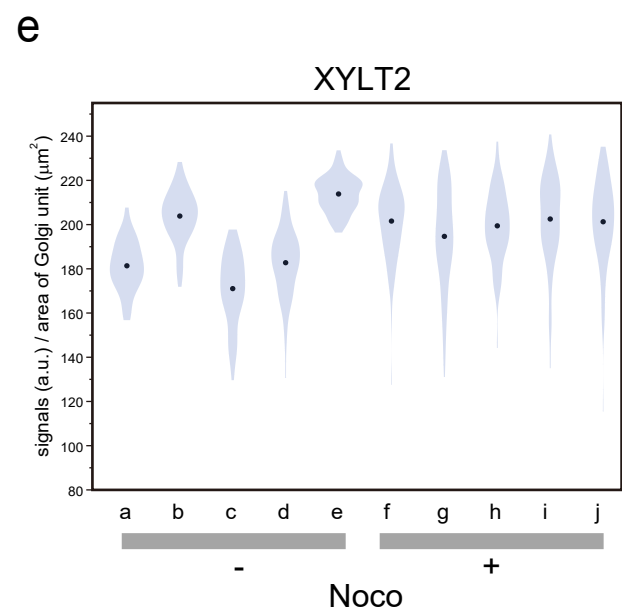 e
XYLT2
signals (a.u.) / area of Golgi unit (μm²)
240
220
200
180
160
140
120
100
80
a b c d e f g h i j
- +
Noco